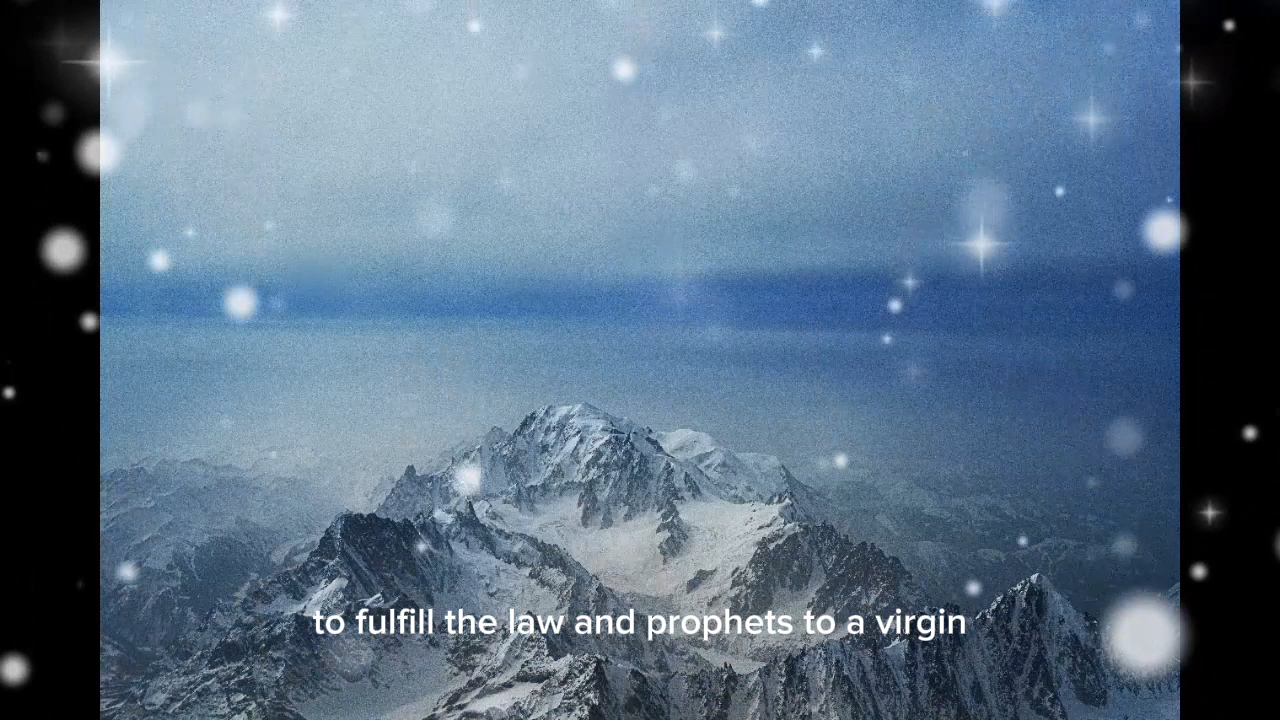 to fulfill the law and prophets to a virgin